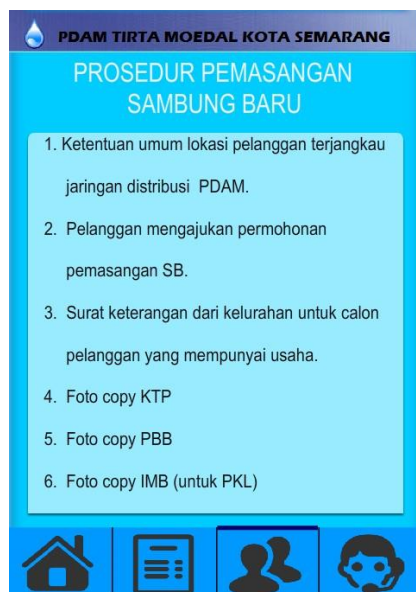 PDAM TIRTA MOEDAL KOTA SEMARANG
PROSEDUR PEMASANGAN
SAMBUNG BARU
1. Ketentuan umum lokasi pelanggan terjangkau
jaringan distribusi PDAM.
2. Pelanggan mengajukan permohonan
pemasangan SB.
3. Surat keterangan dari kelurahan untuk calon
pelanggan yang mempunyai usaha.
4. Foto copy KTP
5. Foto copy PBB
6. Foto copy IMB (untuk PKL)